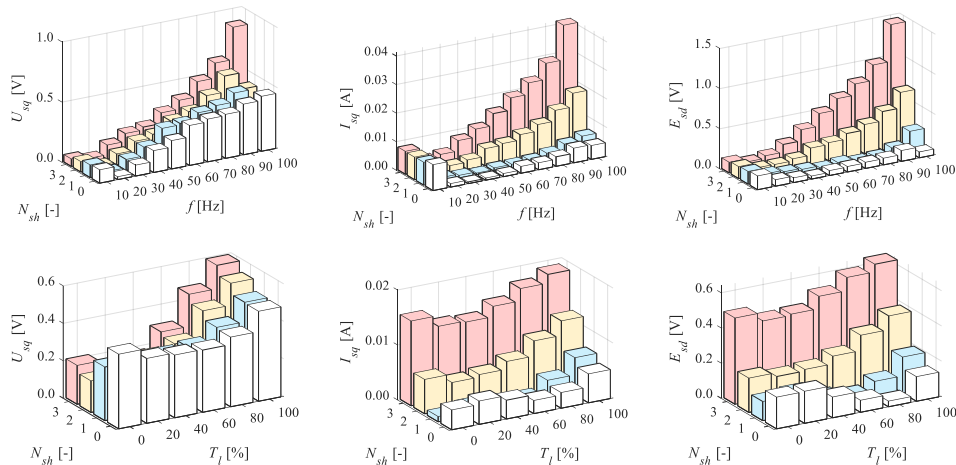 1.0
0.5
0.0
U_sq [V]
3
2
1
0
N_sh [-]
10 20 30 40 50 60 70 80 90 100
f [Hz]
0.04
0.03
0.02
0.01
0.00
I_sq [A]
3
2
1
0
N_sh [-]
10 20 30 40 50 60 70 80 90 100
f [Hz]
1.5
1.0
0.5
0.0
E_sd [V]
3
2
1
0
N_sh [-]
10 20 30 40 50 60 70 80 90 100
f [Hz]
0.6
0.4
0.2
0.0
U_sq [V]
3
2
1
0
N_sh [-]
0 20 40 60 80 100
T_l [%]
0.02
0.01
0.00
I_sq [A]
3
2
1
0
N_sh [-]
0 20 40 60 80 100
T_l [%]
0.6
0.4
0.2
0.0
E_sd [V]
3
2
1
0
N_sh [-]
0 20 40 60 80 100
T_l [%]